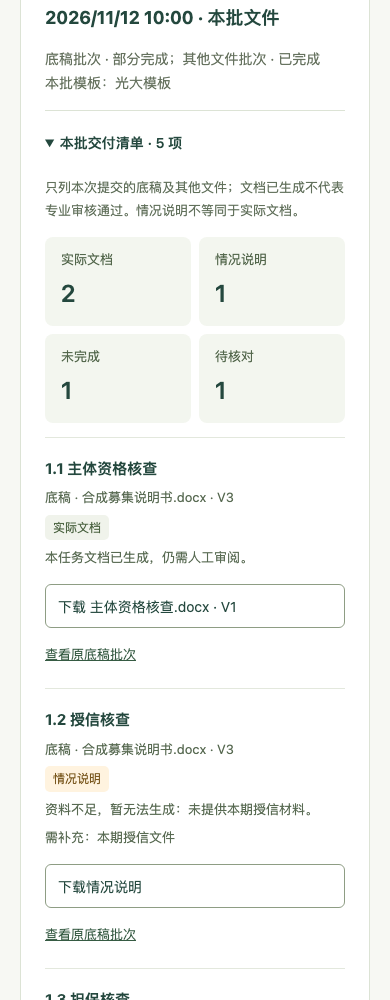 2026/11/12 10:00 · 本批文件
底稿批次 · 部分完成；其他文件批次 · 已完成
本批模板：光大模板
▼ 本批交付清单 · 5 项
只列本次提交的底稿及其他文件；文档已生成不代表
专业审核通过。情况说明不等同于实际文档。
实际文档
2
情况说明
1
未完成
1
待核对
1
1.1 主体资格核查
底稿 · 合成募集说明书.docx · V3
实际文档
本任务文档已生成，仍需人工审阅。
下载 主体资格核查.docx · V1
查看原底稿批次
1.2 授信核查
底稿 · 合成募集说明书.docx · V3
情况说明
资料不足，暂无法生成：未提供本期授信材料。
需补充：本期授信文件
下载情况说明
查看原底稿批次
1.3 担保核查